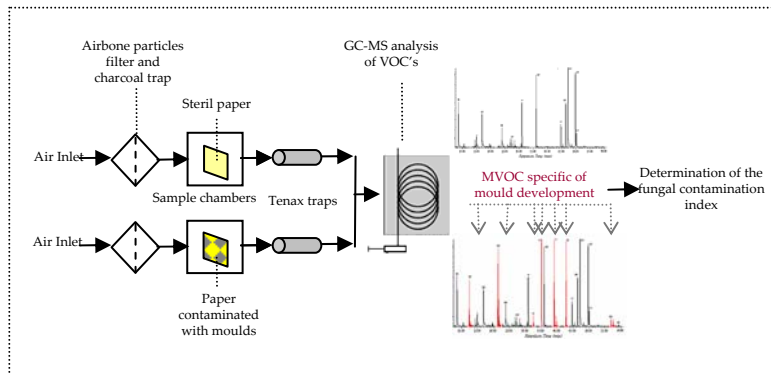 Airbone particles
filter and
charcoal trap
GC-MS analysis
of VOC's
Steril paper
Air Inlet
Sample chambers
Tenax traps
MVOC specific of
mould development
Determination of the
fungal contamination
index
Air Inlet
Paper
contaminated
with moulds